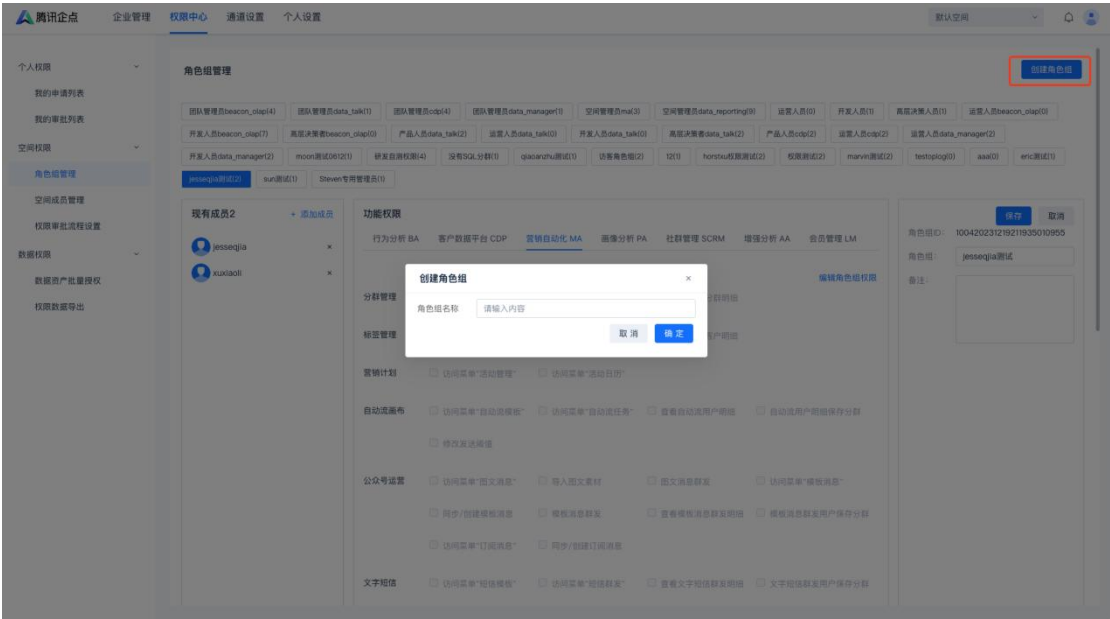 腾讯企点 企业管理 权限中心 通道设置 个人设置 默认空间
个人权限
我的申请列表
我的审批列表
空间权限
角色组管理
空间成员管理
权限审批流程设置
数据权限
数据资产批量授权
权限数据导出
角色组管理 创建角色组
团队管理员beacon_olap(4) 团队管理员data_talk(1) 团队管理员cdp(4) 团队管理员data_manager(1) 空间管理员ma(3) 空间管理员data_reporting(9) 运营人员(0) 开发人员(1) 高层决策人员(1) 运营人员beacon_olap(0)
开发人员beacon_olap(7) 高层决策者beacon_olap(0) 产品人员data_talk(2) 运营人员data_talk(0) 开发人员data_talk(0) 高层决策者data_talk(2) 产品人员cdp(2) 运营人员cdp(2) 运营人员data_manager(2)
开发人员data_manager(2) moon测试0612(1) 研发自测权限(4) 没有SQL分群(1) qiaoanzhu测试(1) 访客角色组(2) 12(1) horstxu权限测试(2) 权限测试(2) marvin测试(2) testoplog(0) aaa(0) eric测试(1)
jesseqjia测试(2) sun测试(1) Steven专用管理员(1)
现有成员2 + 添加成员
jesseqjia ×
xuxiaoli ×
功能权限
行为分析 BA 客户数据平台 CDP 营销自动化 MA 画像分析 PA 社群管理 SCRM 增强分析 AA 会员管理 LM
编辑角色组权限
分群管理
标签管理
营销计划 访问菜单"活动管理" 访问菜单"活动日历"
自动流画布 访问菜单"自动流模板" 访问菜单"自动流任务" 查看自动流用户明细 自动流用户明细保存分群
修改发送阈值
公众号运营 访问菜单"图文消息" 导入图文素材 图文消息群发 访问菜单"模板消息"
同步/创建模板消息 模板消息群发 查看模板消息群发明细 模板消息群发用户保存分群
访问菜单"订阅消息" 同步/创建订阅消息
文字短信 访问菜单"短信模板" 访问菜单"短信群发" 查看文字短信群发明细 文字短信群发用户保存分群
保存 取消
角色组ID: 10042023121921193501095​5
角色组: jesseqjia测试
备注:
创建角色组 ×
角色组名称 请输入内容
取消 确定